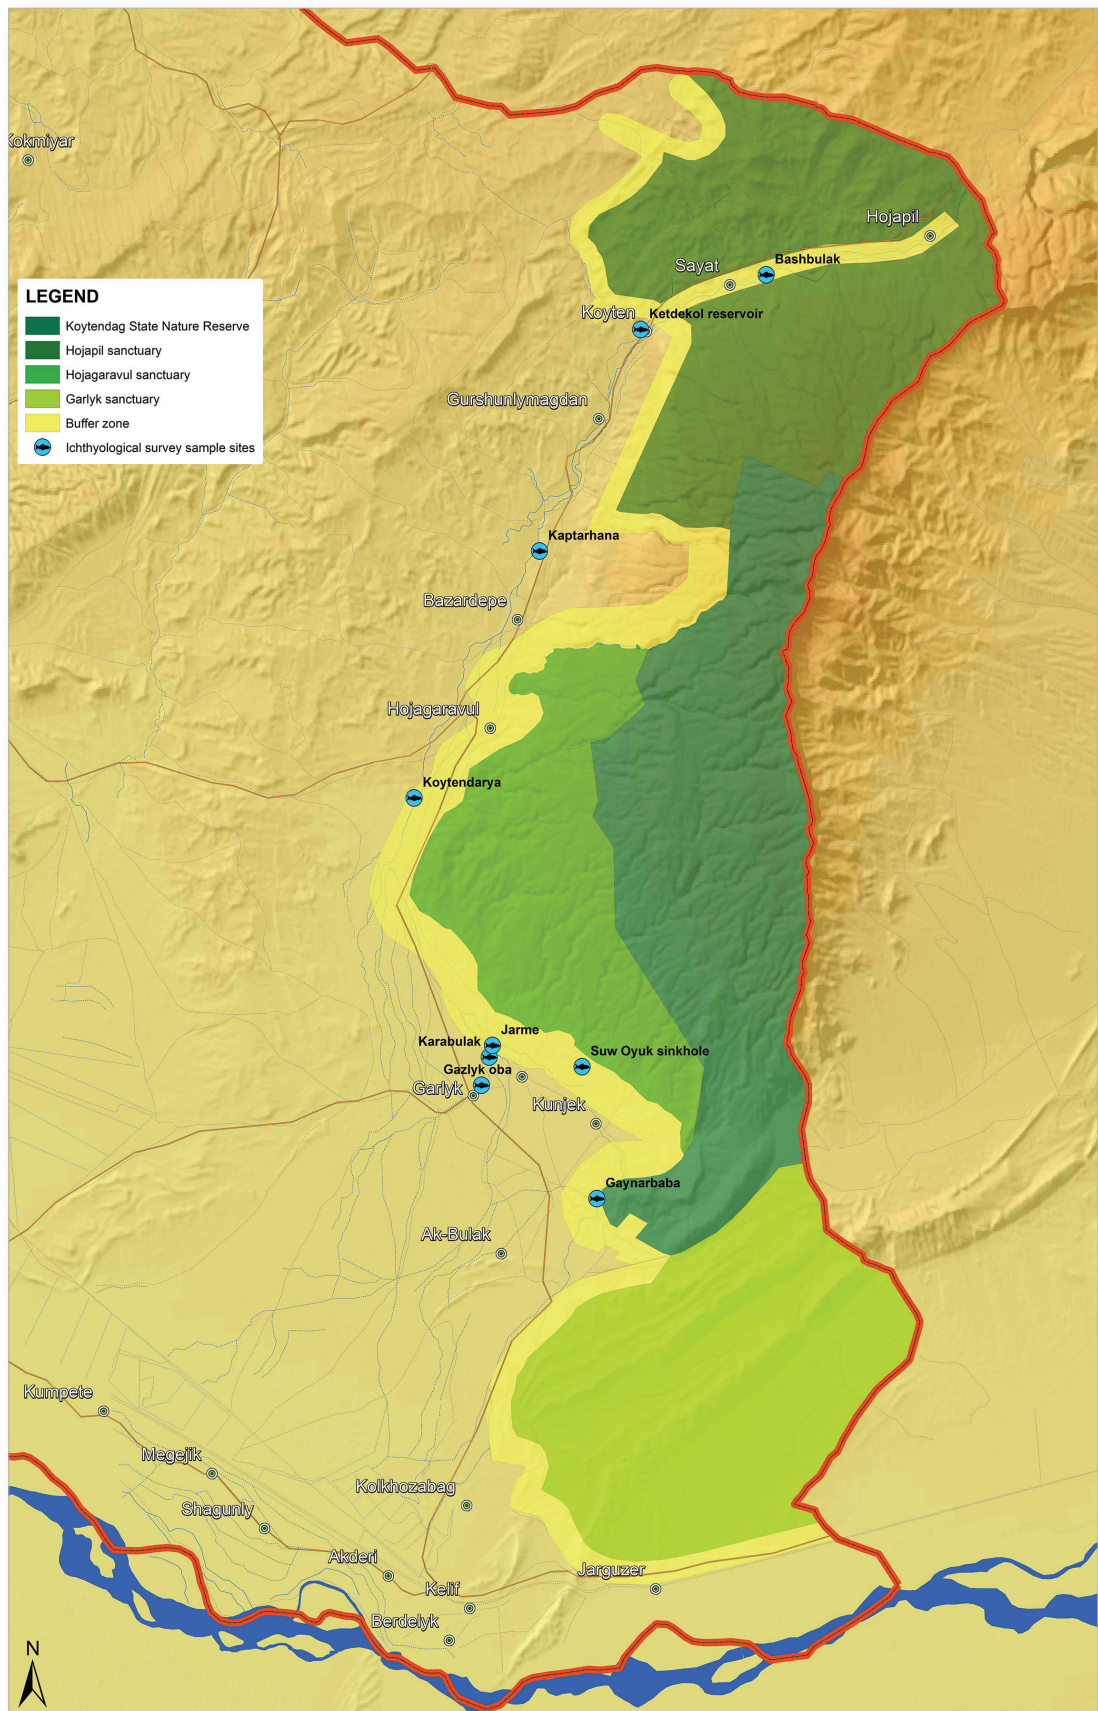 Kokmiyar
Hojapil
Bashbulak
Sayat
Koyten
Ketdekol reservoir
LEGEND
Koytendag State Nature Reserve
Hojapil sanctuary
Hojagaravul sanctuary
Garlyk sanctuary
Buffer zone
Ichthyological survey sample sites
Gurshunlymagdan
Kaptarhana
Bazardepe
Hojagaravul
Koytendarya
Jarme
Karabulak
Suw Oyuk sinkhole
Gazlyk oba
Garlyk
Kunjek
Gaynarbaba
Ak-Bulak
Kumpete
Megejik
Kolkhozabag
Shagunly
Akderi
Jarguzer
Kelif
Berdelyk
N